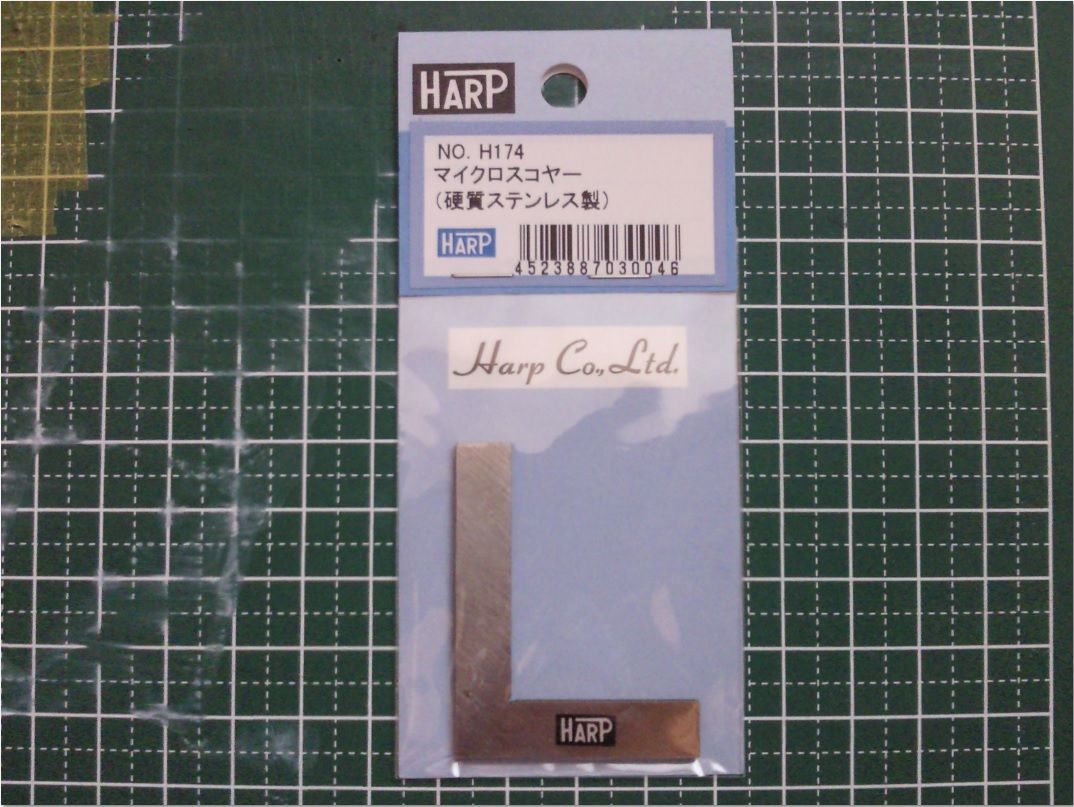 HARP
NO. H174
マイクロスコヤー
(硬質ステンレス製)
HARP
4523887030046
Harp Co., Ltd.
HARP